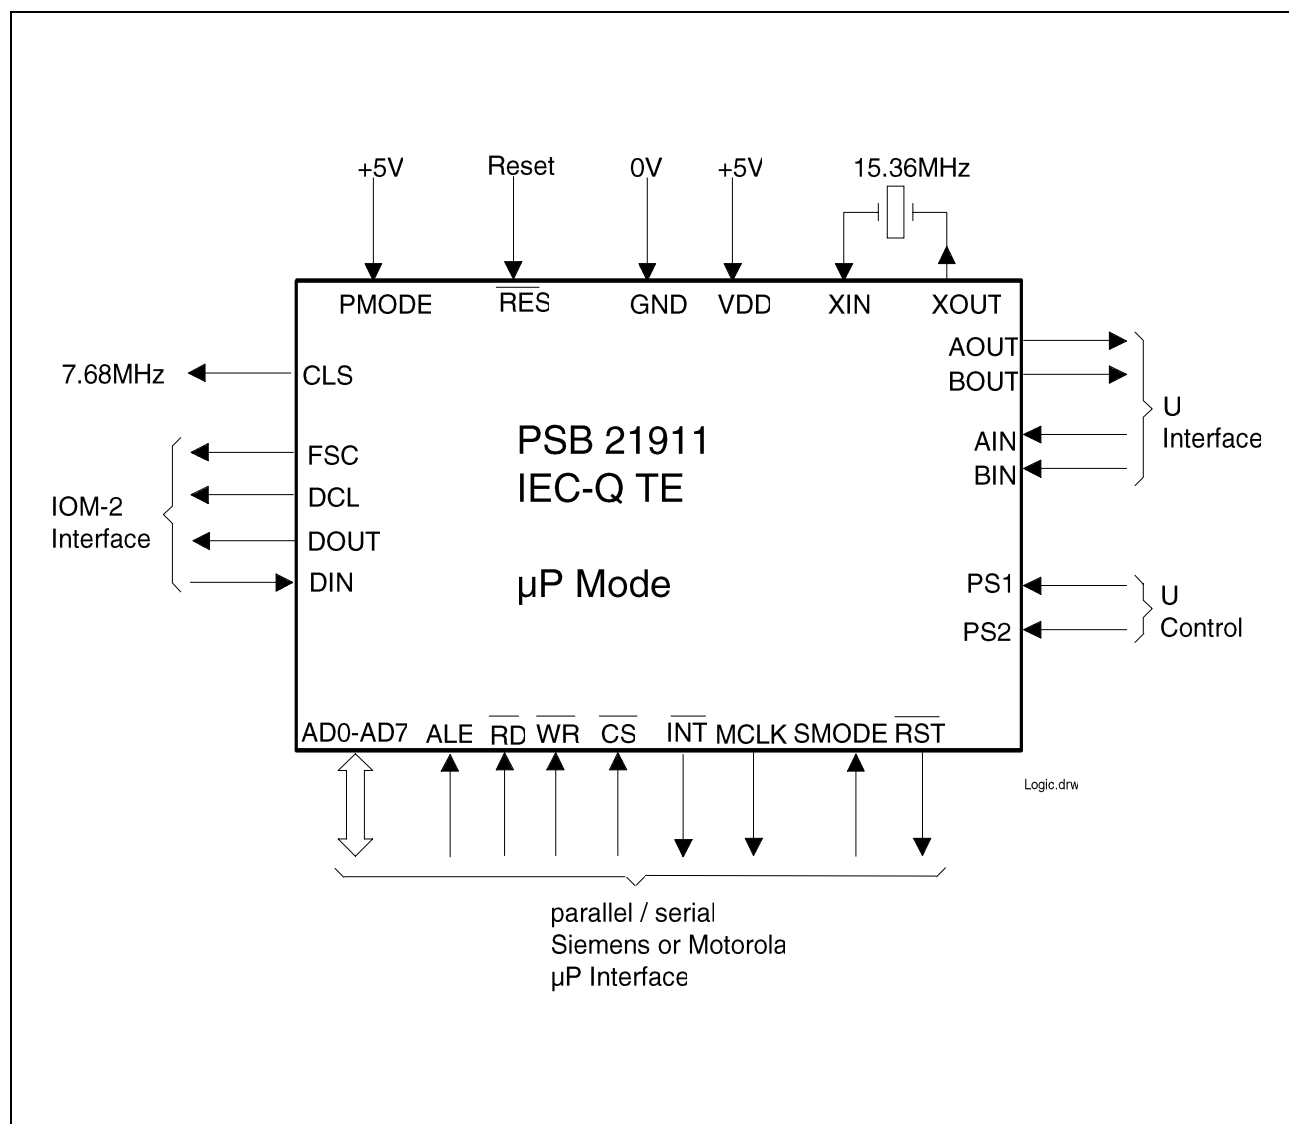 +5V Reset 0V +5V 15.36MHz
PMODE RES GND VDD XIN XOUT
AOUT
BOUT
AIN
BIN
U
Interface
7.68MHz CLS
FSC
DCL
DOUT
DIN
IOM-2
Interface
PSB 21911
IEC-Q TE
µP Mode
PS1
PS2
U
Control
AD0-AD7 ALE RD WR CS INT MCLK SMODE RST
Logic.drw
parallel / serial
Siemens or Motorola
µP Interface